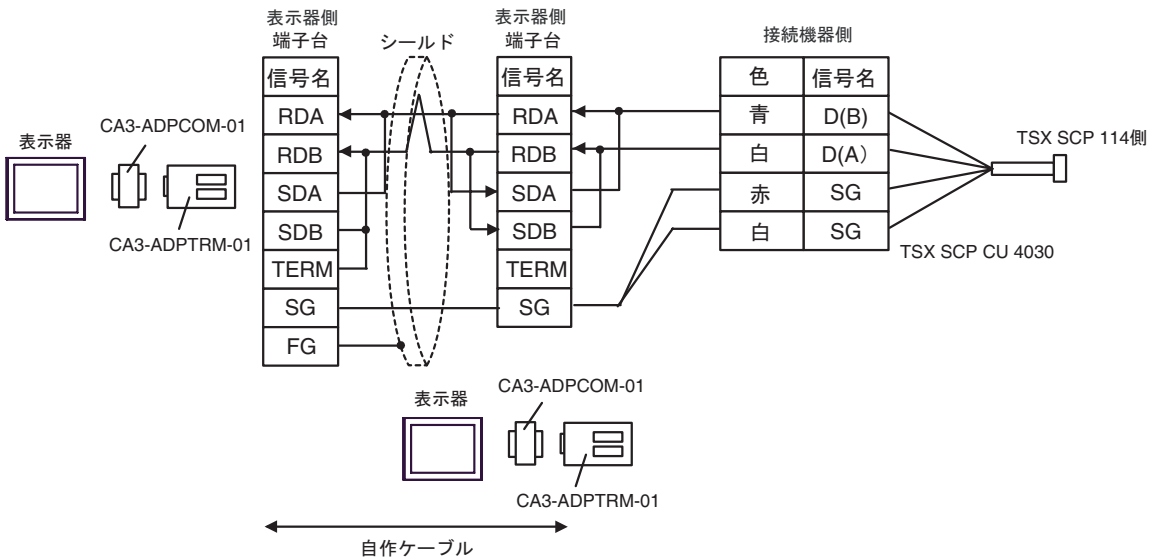 表示器側
端子台
シールド
表示器側
端子台
接続機器側
信号名
RDA
RDB
SDA
SDB
TERM
SG
FG
信号名
RDA
RDB
SDA
SDB
TERM
SG
色 信号名
青 D(B)
白 D(A）
赤 SG
白 SG
TSX SCP 114側
TSX SCP CU 4030
表示器
CA3-ADPCOM-01
CA3-ADPTRM-01
表示器
CA3-ADPCOM-01
CA3-ADPTRM-01
自作ケーブル